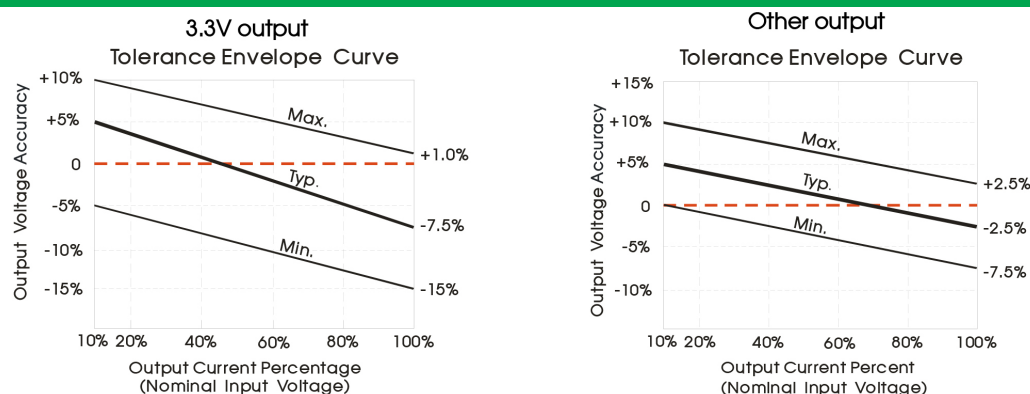 3.3V output
Tolerance Envelope Curve
Output Voltage Accuracy
+10%
+5%
0
-5%
-10%
-15%
Max.
Typ.
Min.
+1.0%
-7.5%
-15%
10% 20% 40% 60% 80% 100%
Output Current Percentage
(Nominal Input Voltage)
Other output
Tolerance Envelope Curve
Output Voltage Accuracy
+15%
+10%
+5%
0
-5%
-10%
Max.
Typ.
Min.
+2.5%
-2.5%
-7.5%
10% 20% 40% 60% 80% 100%
Output Current Percent
(Nominal Input Voltage)